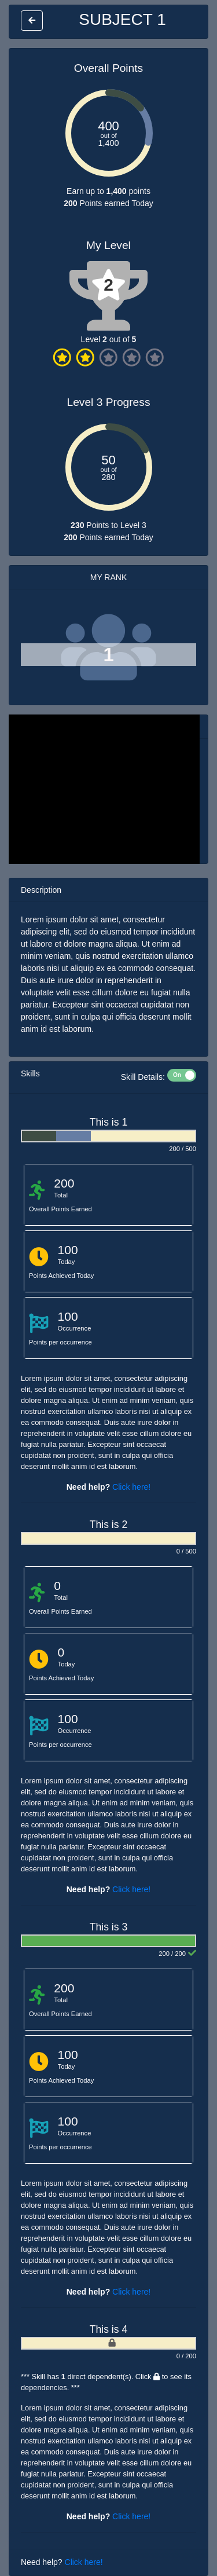 SUBJECT 1
Overall Points
400
out of
1,400
Earn up to 1,400 points
200 Points earned Today
My Level
2
Level 2 out of 5
Level 3 Progress
50
out of
280
230 Points to Level 3
200 Points earned Today
MY RANK
1
Description
Lorem ipsum dolor sit amet, consectetur
adipiscing elit, sed do eiusmod tempor incididunt
ut labore et dolore magna aliqua. Ut enim ad
minim veniam, quis nostrud exercitation ullamco
laboris nisi ut aliquip ex ea commodo consequat.
Duis aute irure dolor in reprehenderit in
voluptate velit esse cillum dolore eu fugiat nulla
pariatur. Excepteur sint occaecat cupidatat non
proident, sunt in culpa qui officia deserunt mollit
anim id est laborum.
Skills
Skill Details: On
This is 1
200 / 500
200
Total
Overall Points Earned
100
Today
Points Achieved Today
100
Occurrence
Points per occurrence
Lorem ipsum dolor sit amet, consectetur adipiscing
elit, sed do eiusmod tempor incididunt ut labore et
dolore magna aliqua. Ut enim ad minim veniam, quis
nostrud exercitation ullamco laboris nisi ut aliquip ex
ea commodo consequat. Duis aute irure dolor in
reprehenderit in voluptate velit esse cillum dolore eu
fugiat nulla pariatur. Excepteur sint occaecat
cupidatat non proident, sunt in culpa qui officia
deserunt mollit anim id est laborum.
Need help? Click here!
This is 2
0 / 500
0
Total
Overall Points Earned
0
Today
Points Achieved Today
100
Occurrence
Points per occurrence
Lorem ipsum dolor sit amet, consectetur adipiscing
elit, sed do eiusmod tempor incididunt ut labore et
dolore magna aliqua. Ut enim ad minim veniam, quis
nostrud exercitation ullamco laboris nisi ut aliquip ex
ea commodo consequat. Duis aute irure dolor in
reprehenderit in voluptate velit esse cillum dolore eu
fugiat nulla pariatur. Excepteur sint occaecat
cupidatat non proident, sunt in culpa qui officia
deserunt mollit anim id est laborum.
Need help? Click here!
This is 3
200 / 200
200
Total
Overall Points Earned
100
Today
Points Achieved Today
100
Occurrence
Points per occurrence
Lorem ipsum dolor sit amet, consectetur adipiscing
elit, sed do eiusmod tempor incididunt ut labore et
dolore magna aliqua. Ut enim ad minim veniam, quis
nostrud exercitation ullamco laboris nisi ut aliquip ex
ea commodo consequat. Duis aute irure dolor in
reprehenderit in voluptate velit esse cillum dolore eu
fugiat nulla pariatur. Excepteur sint occaecat
cupidatat non proident, sunt in culpa qui officia
deserunt mollit anim id est laborum.
Need help? Click here!
This is 4
0 / 200
*** Skill has 1 direct dependent(s). Click to see its
dependencies. ***
Lorem ipsum dolor sit amet, consectetur adipiscing
elit, sed do eiusmod tempor incididunt ut labore et
dolore magna aliqua. Ut enim ad minim veniam, quis
nostrud exercitation ullamco laboris nisi ut aliquip ex
ea commodo consequat. Duis aute irure dolor in
reprehenderit in voluptate velit esse cillum dolore eu
fugiat nulla pariatur. Excepteur sint occaecat
cupidatat non proident, sunt in culpa qui officia
deserunt mollit anim id est laborum.
Need help? Click here!
Need help? Click here!